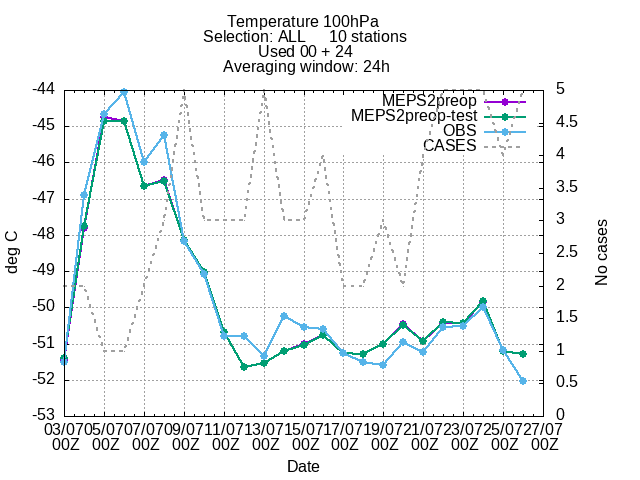 Temperature 100hPa
Selection: ALL 10 stations
Used 00 + 24
Averaging window: 24h
MEPS2preop
MEPS2preop-test
OBS
CASES
-44
-45
-46
-47
-48
-49
-50
-51
-52
-53
deg C
5
4.5
4
3.5
3
2.5
2
1.5
1
0.5
0
No cases
03/07 05/07 07/07 09/07 11/07 13/07 15/07 17/07 19/07 21/07 23/07 25/07 27/07
00Z 00Z 00Z 00Z 00Z 00Z 00Z 00Z 00Z 00Z 00Z 00Z 00Z
Date